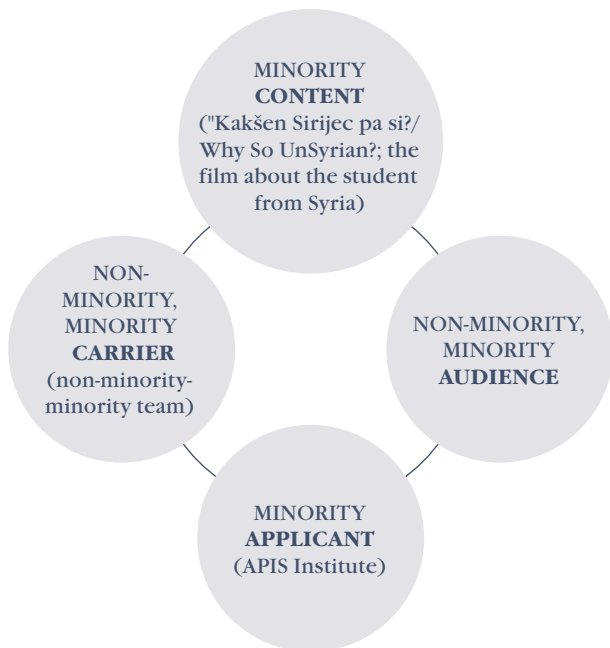 MINORITY
CONTENT
("Kakšen Sirijec pa si?/
Why So UnSyrian?; the
film about the student
from Syria)
NON-
MINORITY,
MINORITY
CARRIER
(non-minority-
minority team)
NON-MINORITY,
MINORITY
AUDIENCE
MINORITY
APPLICANT
(APIS Institute)